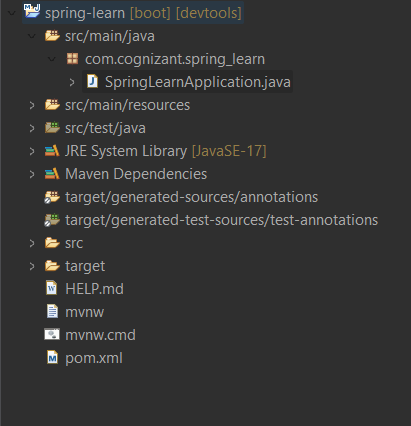 spring-learn [boot] [devtools]
src/main/java
com.cognizant.spring_learn
SpringLearnApplication.java
src/main/resources
src/test/java
JRE System Library [JavaSE-17]
Maven Dependencies
target/generated-sources/annotations
target/generated-test-sources/test-annotations
src
target
HELP.md
mvnw
mvnw.cmd
pom.xml